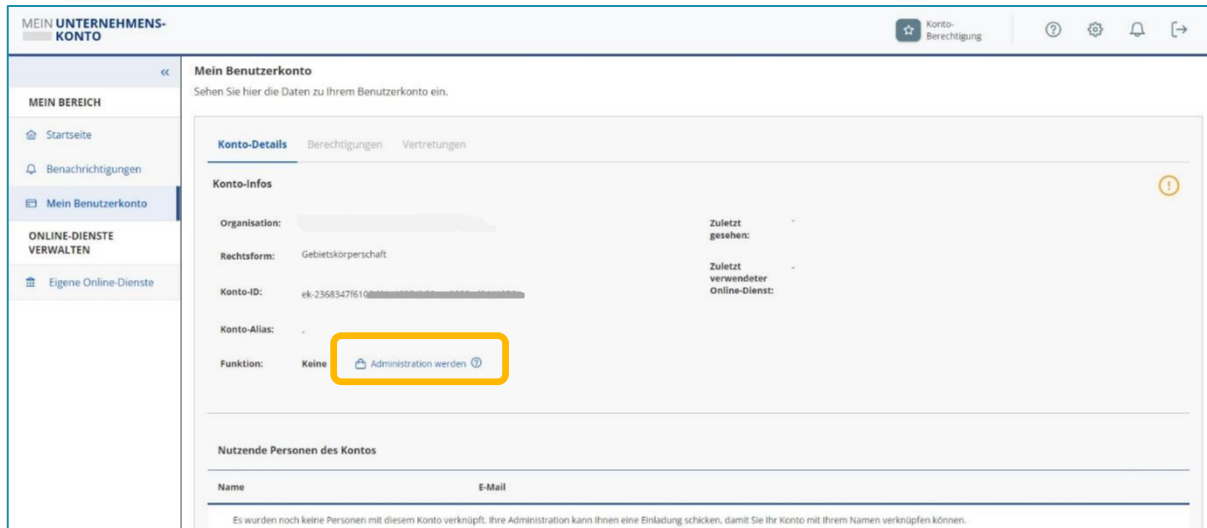 MEIN UNTERNEHMENS-
KONTO
Konto-
Berechtigung
MEIN BEREICH
Startseite
Benachrichtigungen
Mein Benutzerkonto
ONLINE-DIENSTE
VERWALTEN
Eigene Online-Dienste
Mein Benutzerkonto
Sehen Sie hier die Daten zu Ihrem Benutzerkonto ein.
Konto-Details Berechtigungen Vertretungen
Konto-Infos
Organisation:
Rechtsform: Gebietskörperschaft
Konto-ID: ek-2368347f610
Konto-Alias: -
Funktion: Keine Administration werden
Zuletzt
gesehen: -
Zuletzt
verwendeter
Online-Dienst: -
Nutzende Personen des Kontos
Name E-Mail
Es wurden noch keine Personen mit diesem Konto verknüpft. Ihre Administration kann Ihnen eine Einladung schicken, damit Sie Ihr Konto mit Ihrem Namen verknüpfen können.